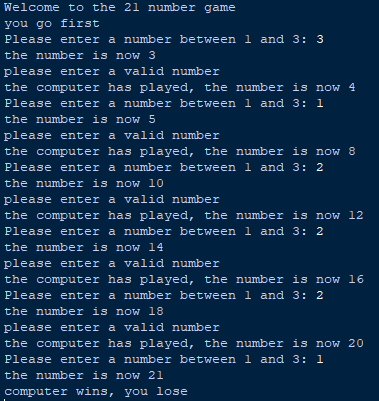 Welcome to the 21 number game
you go first
Please enter a number between 1 and 3: 3
the number is now 3
please enter a valid number
the computer has played, the number is now 4
Please enter a number between 1 and 3: 1
the number is now 5
please enter a valid number
the computer has played, the number is now 8
Please enter a number between 1 and 3: 2
the number is now 10
please enter a valid number
the computer has played, the number is now 12
Please enter a number between 1 and 3: 2
the number is now 14
please enter a valid number
the computer has played, the number is now 16
Please enter a number between 1 and 3: 2
the number is now 18
please enter a valid number
the computer has played, the number is now 20
Please enter a number between 1 and 3: 1
the number is now 21
computer wins, you lose